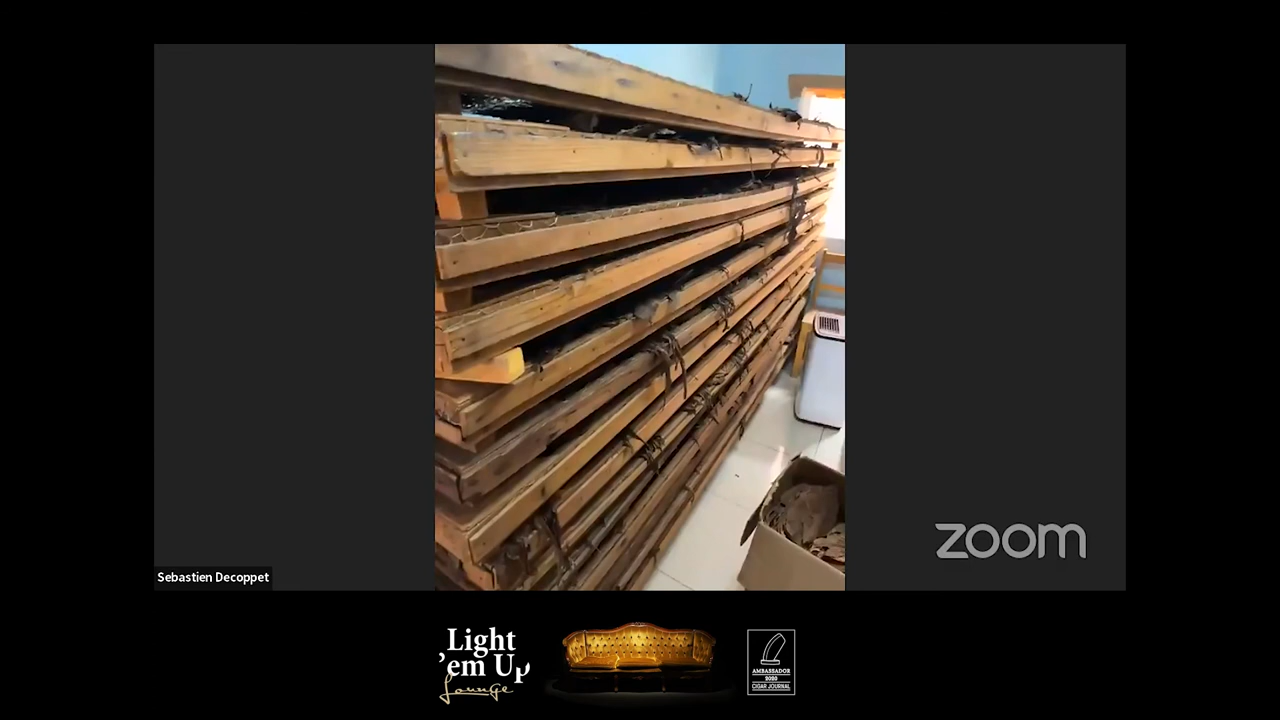 Sebastien Decoppet
zoom
Light
'em Up
Lounge
AMBASSADOR
2020
CIGAR JOURNAL